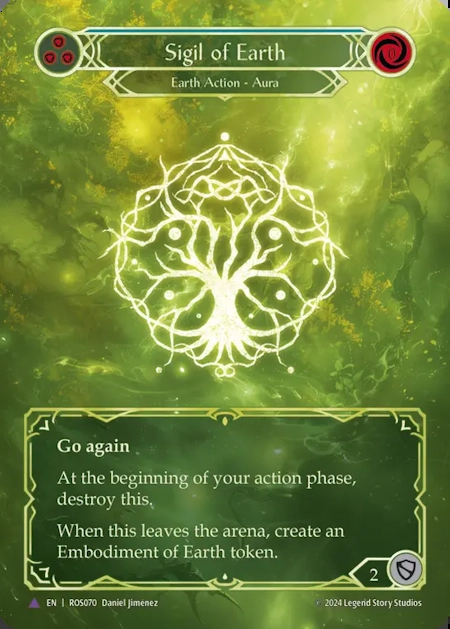 Sigil of Earth
Earth Action - Aura
Go again
At the beginning of your action phase,
destroy this.
When this leaves the arena, create an
Embodiment of Earth token.
2
EN | ROS070 Daniel Jimenez
© 2024 Legend Story Studios